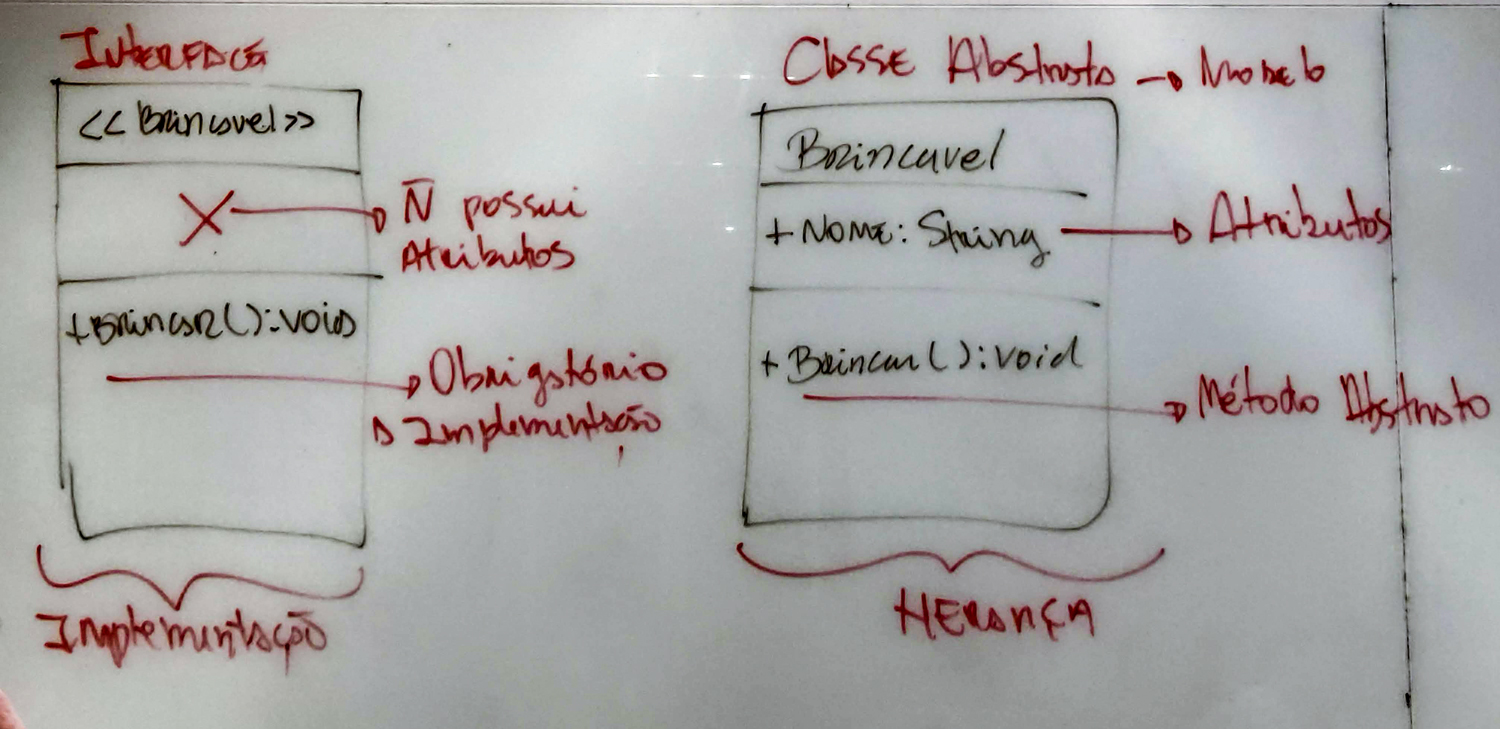 INTERFACE
<<Brincavel>>
X
N̄ possui
Atributos
+Brincar():void
Obrigatório
a Implementação
Implementação
Classe Abstrata → Modelo
Brincavel
+NOME: String
Atributos
+Brincar():void
Método Abstrato
HERANÇA